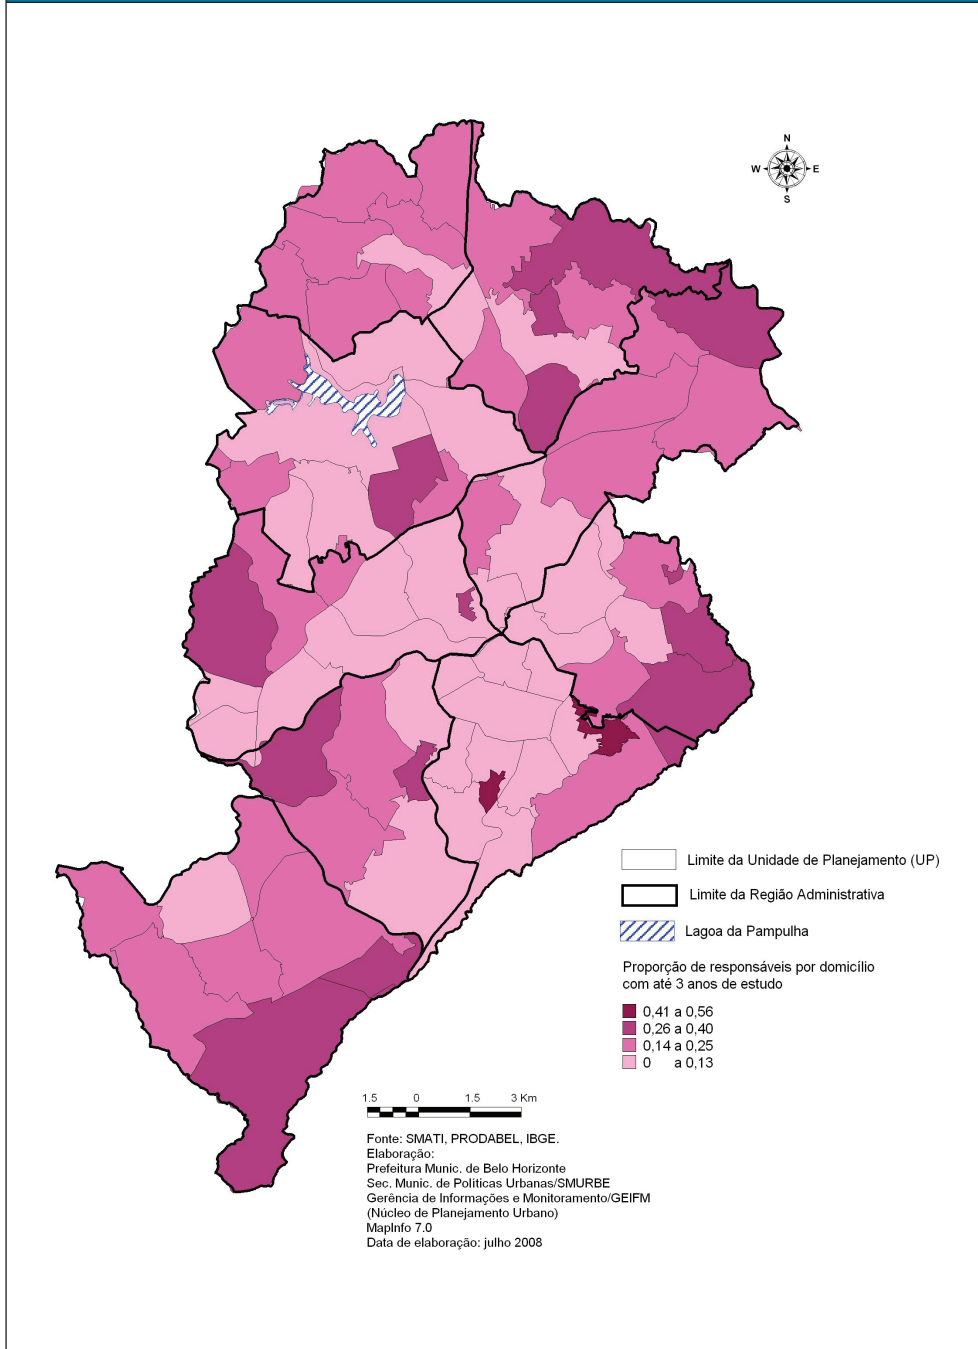 N
W E
S
Limite da Unidade de Planejamento (UP)
Limite da Região Administrativa
Lagoa da Pampulha
Proporção de responsáveis por domicílio
com até 3 anos de estudo
0,41 a 0,56
0,26 a 0,40
0,14 a 0,25
0 a 0,13
1.5 0 1.5 3 Km
Fonte: SMATI, PRODABEL, IBGE.
Elaboração:
Prefeitura Munic. de Belo Horizonte
Sec. Munic. de Politicas Urbanas/SMURBE
Gerência de Informações e Monitoramento/GEIFM
(Núcleo de Planejamento Urbano)
MapInfo 7.0
Data de elaboração: julho 2008